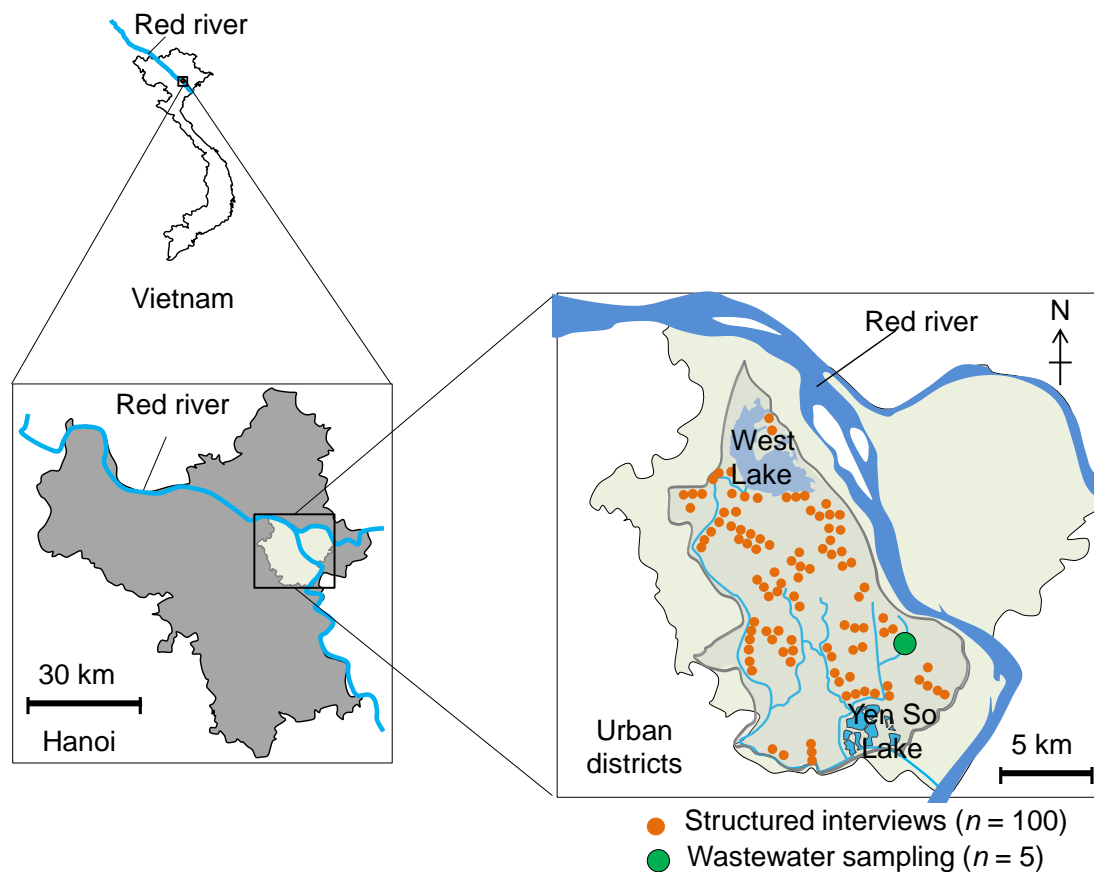 Red river
Vietnam
Red river
30 km
Hanoi
Red river
N
West
Lake
Yen So
Lake
Urban
districts
5 km
Structured interviews (n = 100)
Wastewater sampling (n = 5)